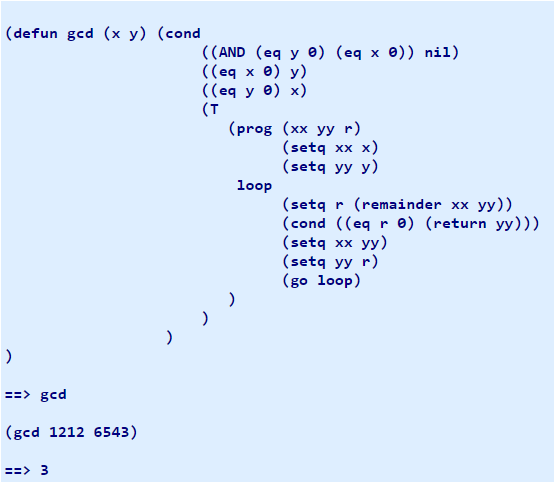 (defun gcd (x y) (cond
((AND (eq y 0) (eq x 0)) nil)
((eq x 0) y)
((eq y 0) x)
(T
(prog (xx yy r)
(setq xx x)
(setq yy y)
loop
(setq r (remainder xx yy))
(cond ((eq r 0) (return yy)))
(setq xx yy)
(setq yy r)
(go loop)
)
)
)
)
==> gcd
(gcd 1212 6543)
==> 3